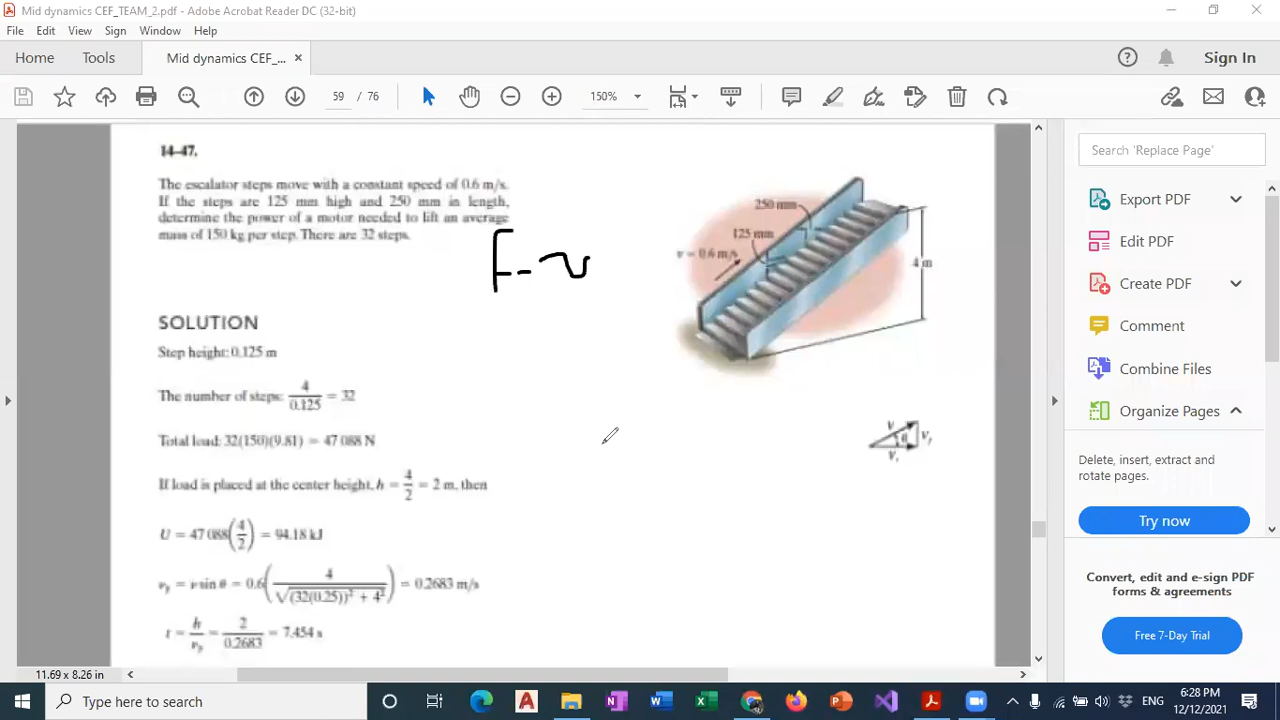 Mid dynamics CEF_TEAM_2.pdf - Adobe Acrobat Reader DC (32-bit)
File Edit View Sign Window Help
Home Tools Mid dynamics CEF_... × Sign In
59 / 76 150% Search 'Replace Page'
14-47.
The escalator steps move with a constant speed of 0.6 m/s.
If the steps are 125 mm high and 250 mm in length,
determine the power of a motor needed to lift an average
mass of 150 kg per step. There are 32 steps.
250 mm
125 mm
v = 0.6 m/s
4 m
F-v
SOLUTION
Step height: 0.125 m
The number of steps: 4/0.125 = 32
Total load: 32(150)(9.81) = 47 088 N
If load is placed at the center height, h = 4/2 = 2 m, then
U = 47 088(4/2) = 94.18 kJ
v_y = v sin θ = 0.6(4/√((32(0.25))² + 4²)) = 0.2683 m/s
t = h/v_y = 2/0.2683 = 7.454 s
v
θ
v_y
11.69 x 8.26 in
Export PDF
Edit PDF
Create PDF
Comment
Combine Files
Organize Pages
Delete, insert, extract and
rotate pages.
Try now
Convert, edit and e-sign PDF
forms & agreements
Free 7-Day Trial
Type here to search
ENG
6:28 PM
12/12/2021